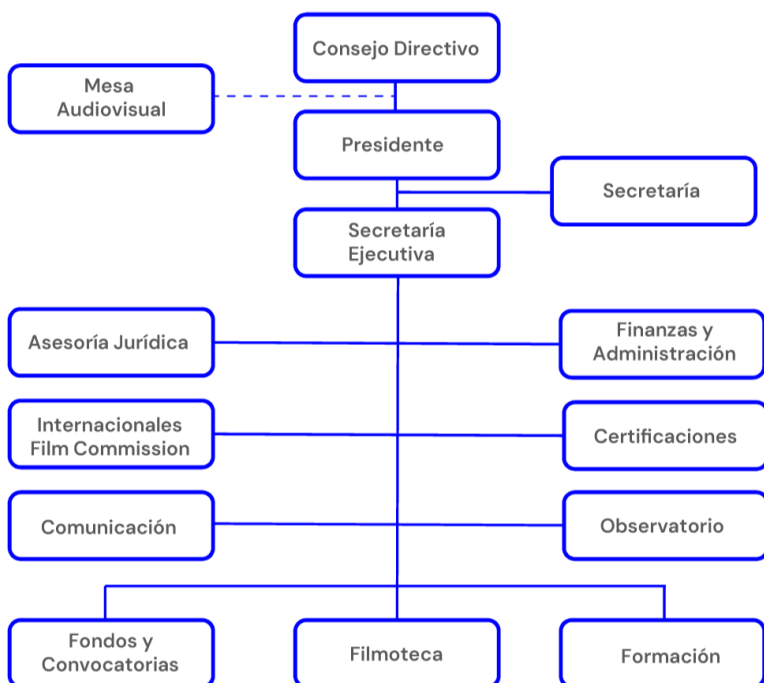 Consejo Directivo
Mesa
Audiovisual
Presidente
Secretaría
Secretaría
Ejecutiva
Asesoría Jurídica
Finanzas y
Administración
Internacionales
Film Commission
Certificaciones
Comunicación
Observatorio
Fondos y
Convocatorias
Filmoteca
Formación